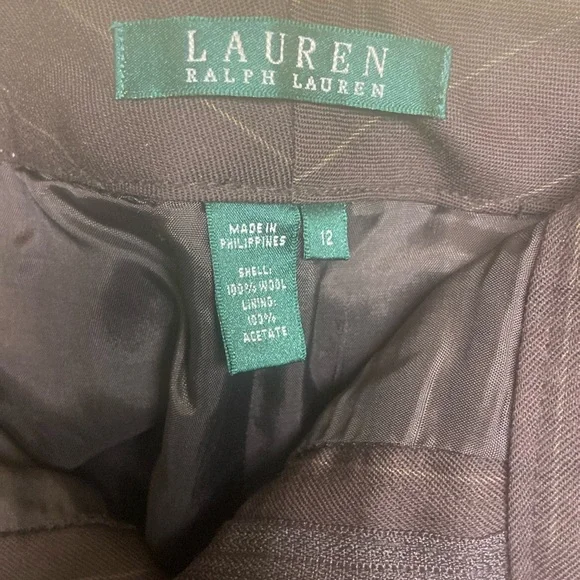 LAUREN
RALPH LAUREN
MADE IN
PHILIPPINES
SHELL:
100% WOOL
LINING:
100%
ACETATE
12